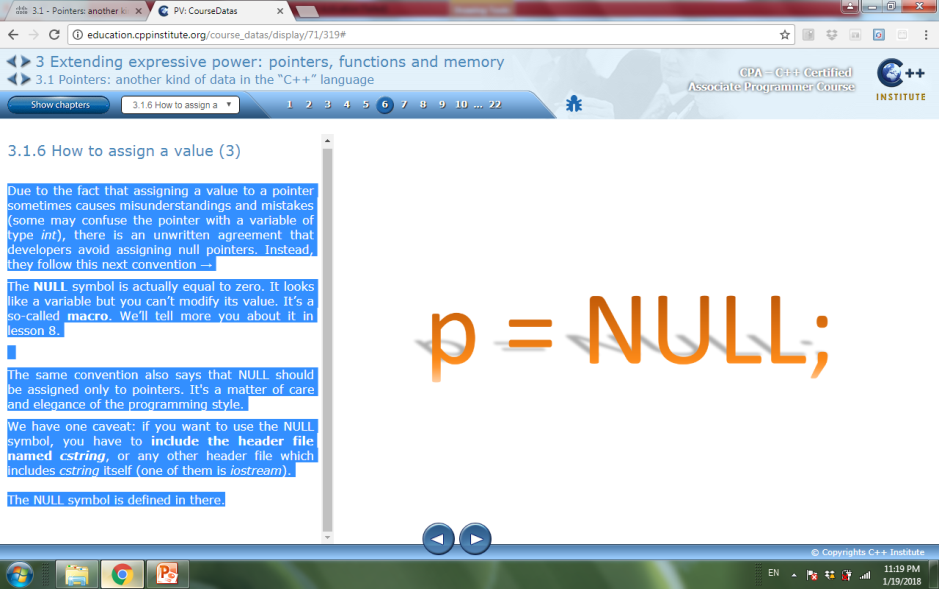 3.1 - Pointers: another k
PV: CourseDatas
education.cppinstitute.org/course_datas/display/71/319#
3 Extending expressive power: pointers, functions and memory
3.1 Pointers: another kind of data in the "C++" language
CPA – C++ Certified
Associate Programmer Course
C ++
INSTITUTE
Show chapters
3.1.6 How to assign a
1 2 3 4 5 6 7 8 9 10 ... 22
3.1.6 How to assign a value (3)
Due to the fact that assigning a value to a pointer
sometimes causes misunderstandings and mistakes
(some may confuse the pointer with a variable of
type int), there is an unwritten agreement that
developers avoid assigning null pointers. Instead,
they follow this next convention →
The NULL symbol is actually equal to zero. It looks
like a variable but you can't modify its value. It's a
so-called macro. We'll tell more you about it in
lesson 8.
The same convention also says that NULL should
be assigned only to pointers. It's a matter of care
and elegance of the programming style.
We have one caveat: if you want to use the NULL
symbol, you have to include the header file
named cstring, or any other header file which
includes cstring itself (one of them is iostream).
The NULL symbol is defined in there.
p = NULL;
© Copyrights C++ Institute
EN
11:19 PM
1/19/2018